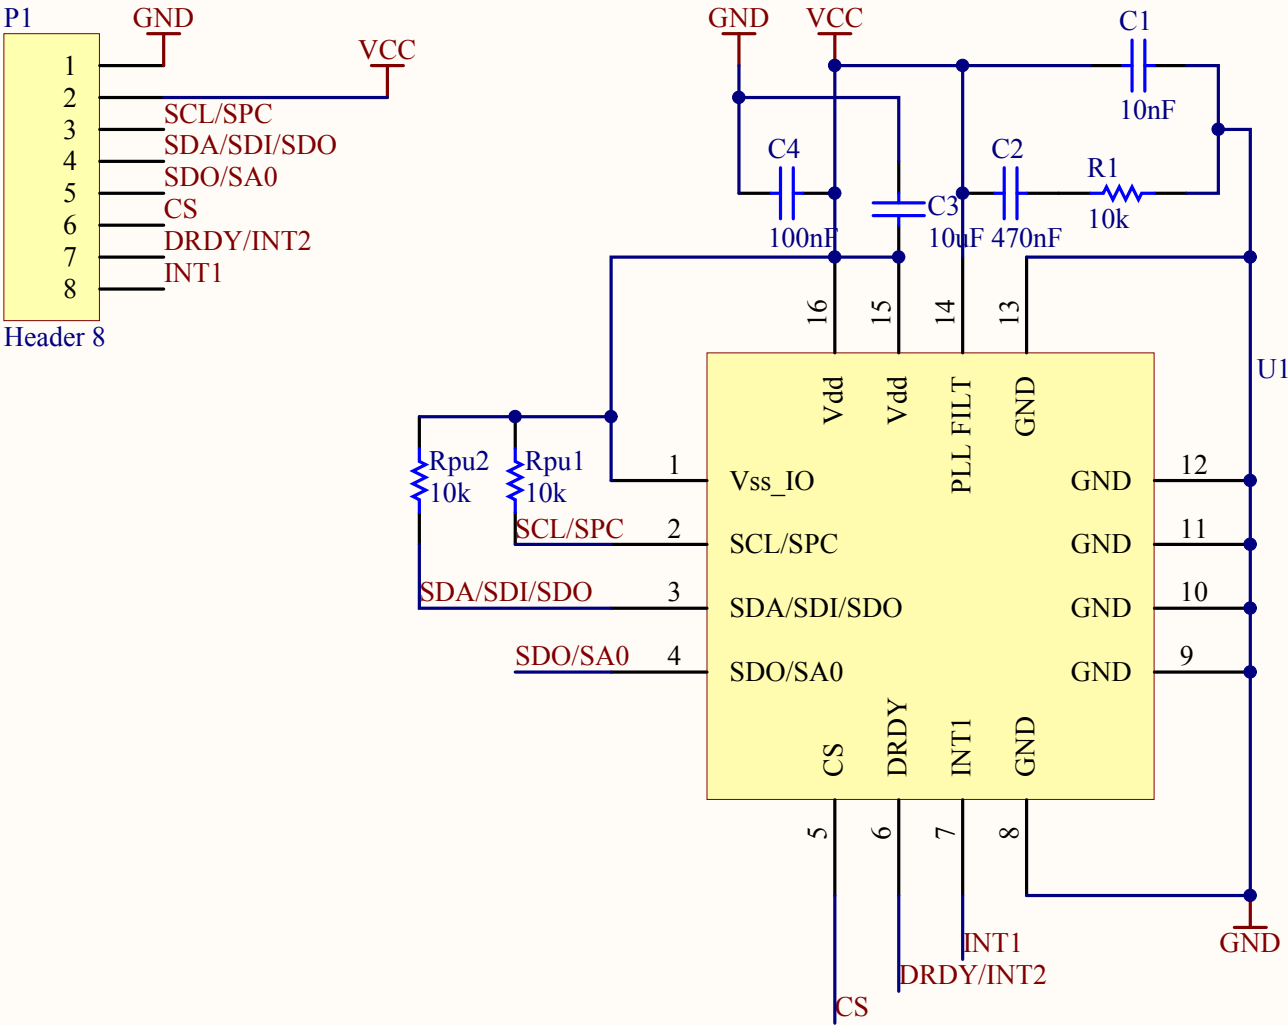 P1
GND
VCC
1
2
3
4
5
6
7
8
SCL/SPC
SDA/SDI/SDO
SDO/SA0
CS
DRDY/INT2
INT1
Header 8
GND
VCC
C1
10nF
C4
100nF
C3
10uF
C2
470nF
R1
10k
16
15
14
13
U1
Vdd
Vdd
PLL FILT
GND
Rpu2
10k
Rpu1
10k
1
Vss_IO
GND
12
SCL/SPC
2
SCL/SPC
GND
11
SDA/SDI/SDO
3
SDA/SDI/SDO
GND
10
SDO/SA0
4
SDO/SA0
GND
9
CS
DRDY
INT1
GND
5
6
7
8
INT1
GND
DRDY/INT2
CS